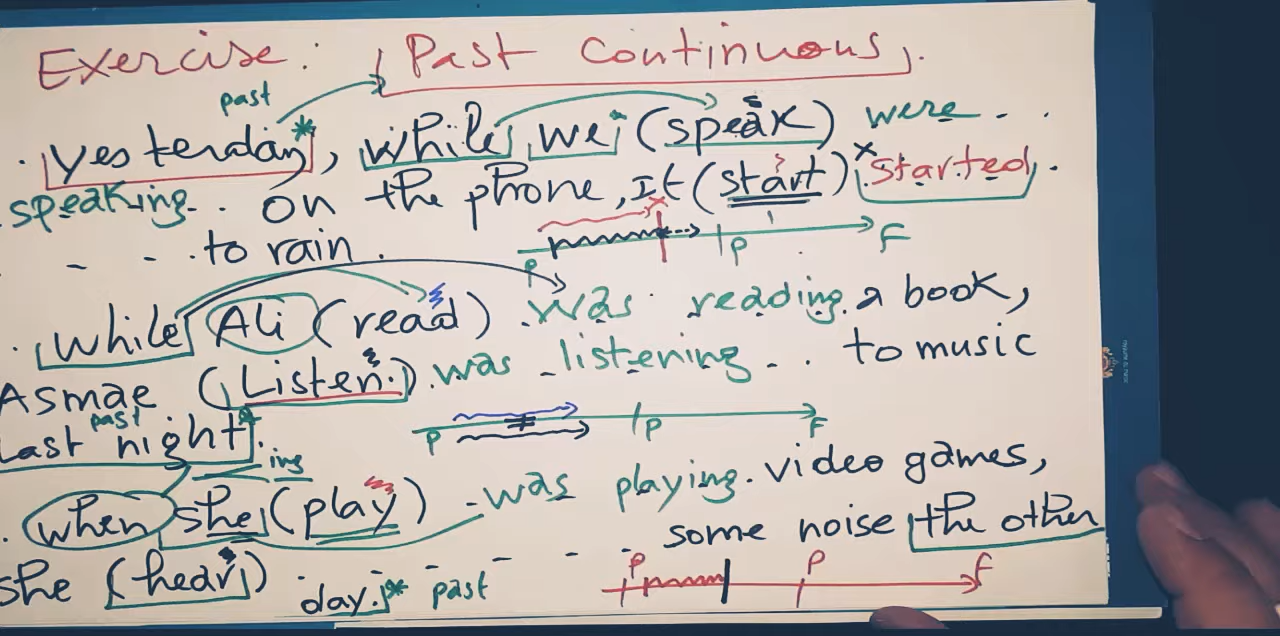 Exercise: Past Continuous.
past
. Yesterday*, while we (speak) were . .
speaking . . on the phone, It (start) started.
- - . to rain.
P P F
. While Ali (read) . was reading. a book,
Asmae (Listen.) . was listening . . to music
past
Last night.
P P F
ing
. when she (play) - was playing. video games,
she (hear) . - - - . some noise the other
day.* past
P P F